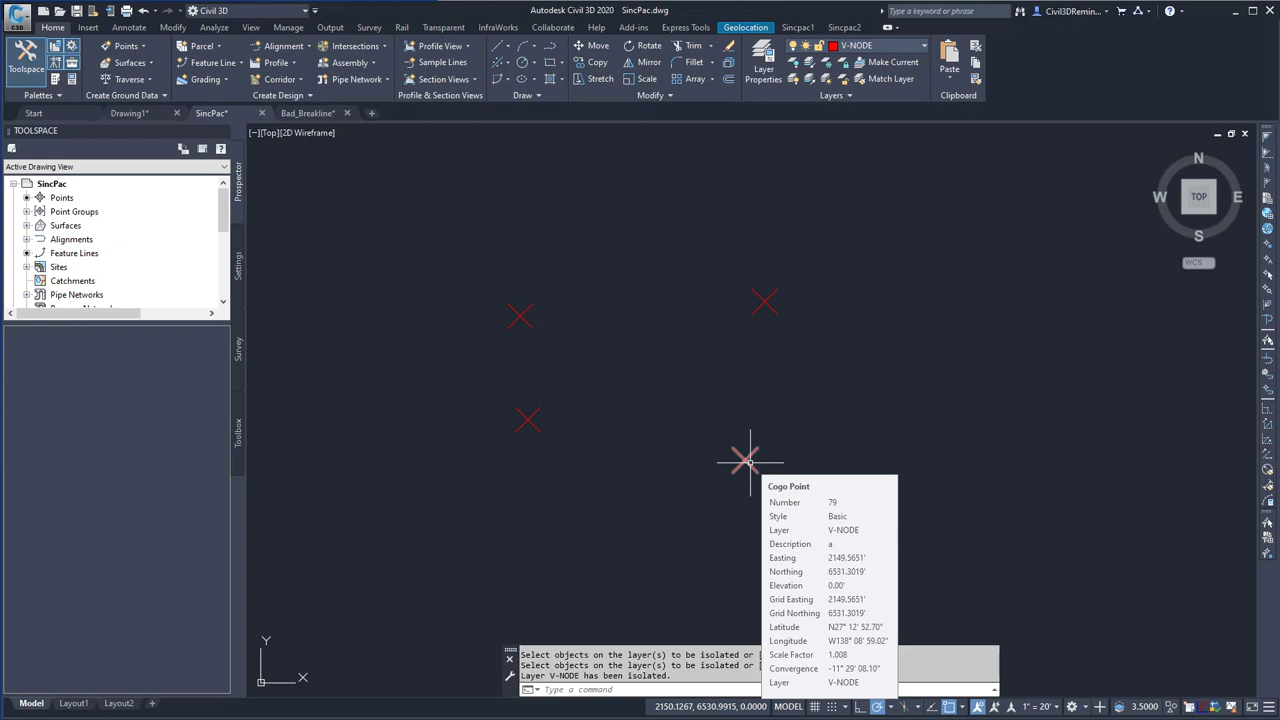 C3D
Civil 3D
Autodesk Civil 3D 2020 SincPac.dwg
Type a keyword or phrase
Civil3DRemin...
Home Insert Annotate Modify Analyze View Manage Output Survey Rail Transparent InfraWorks Collaborate Help Add-ins Express Tools Geolocation Sincpac1 Sincpac2
Toolspace
Palettes
Points
Surfaces
Traverse
Create Ground Data
Parcel
Feature Line
Grading
Alignment
Profile
Corridor
Intersections
Assembly
Pipe Network
Create Design
Profile View
Sample Lines
Section Views
Profile & Section Views
Draw
Move
Copy
Stretch
Rotate
Mirror
Scale
Trim
Fillet
Array
Modify
Layer
Properties
V-NODE
Make Current
Match Layer
Layers
Paste
Clipboard
Start Drawing1* SincPac* Bad_Breakline*
TOOLSPACE
Active Drawing View
SincPac
Points
Point Groups
Surfaces
Alignments
Feature Lines
Sites
Catchments
Pipe Networks
Prospector
Settings
Survey
Toolbox
[−][Top][2D Wireframe]
N
W
TOP
E
S
WCS
Cogo Point
Number 79
Style Basic
Layer V-NODE
Description a
Easting 2149.5651'
Northing 6531.3019'
Elevation 0.00'
Grid Easting 2149.5651'
Grid Northing 6531.3019'
Latitude N27° 12' 52.70"
Longitude W138° 08' 59.02"
Scale Factor 1.008
Convergence -11° 29' 08.10"
Layer V-NODE
Y
X
Select objects on the layer(s) to be isolated or [
Select objects on the layer(s) to be isolated or [
Layer V-NODE has been isolated.
Type a command
Model Layout1 Layout2
2150.1267, 6530.9915, 0.0000 MODEL
1" = 20'
3.5000